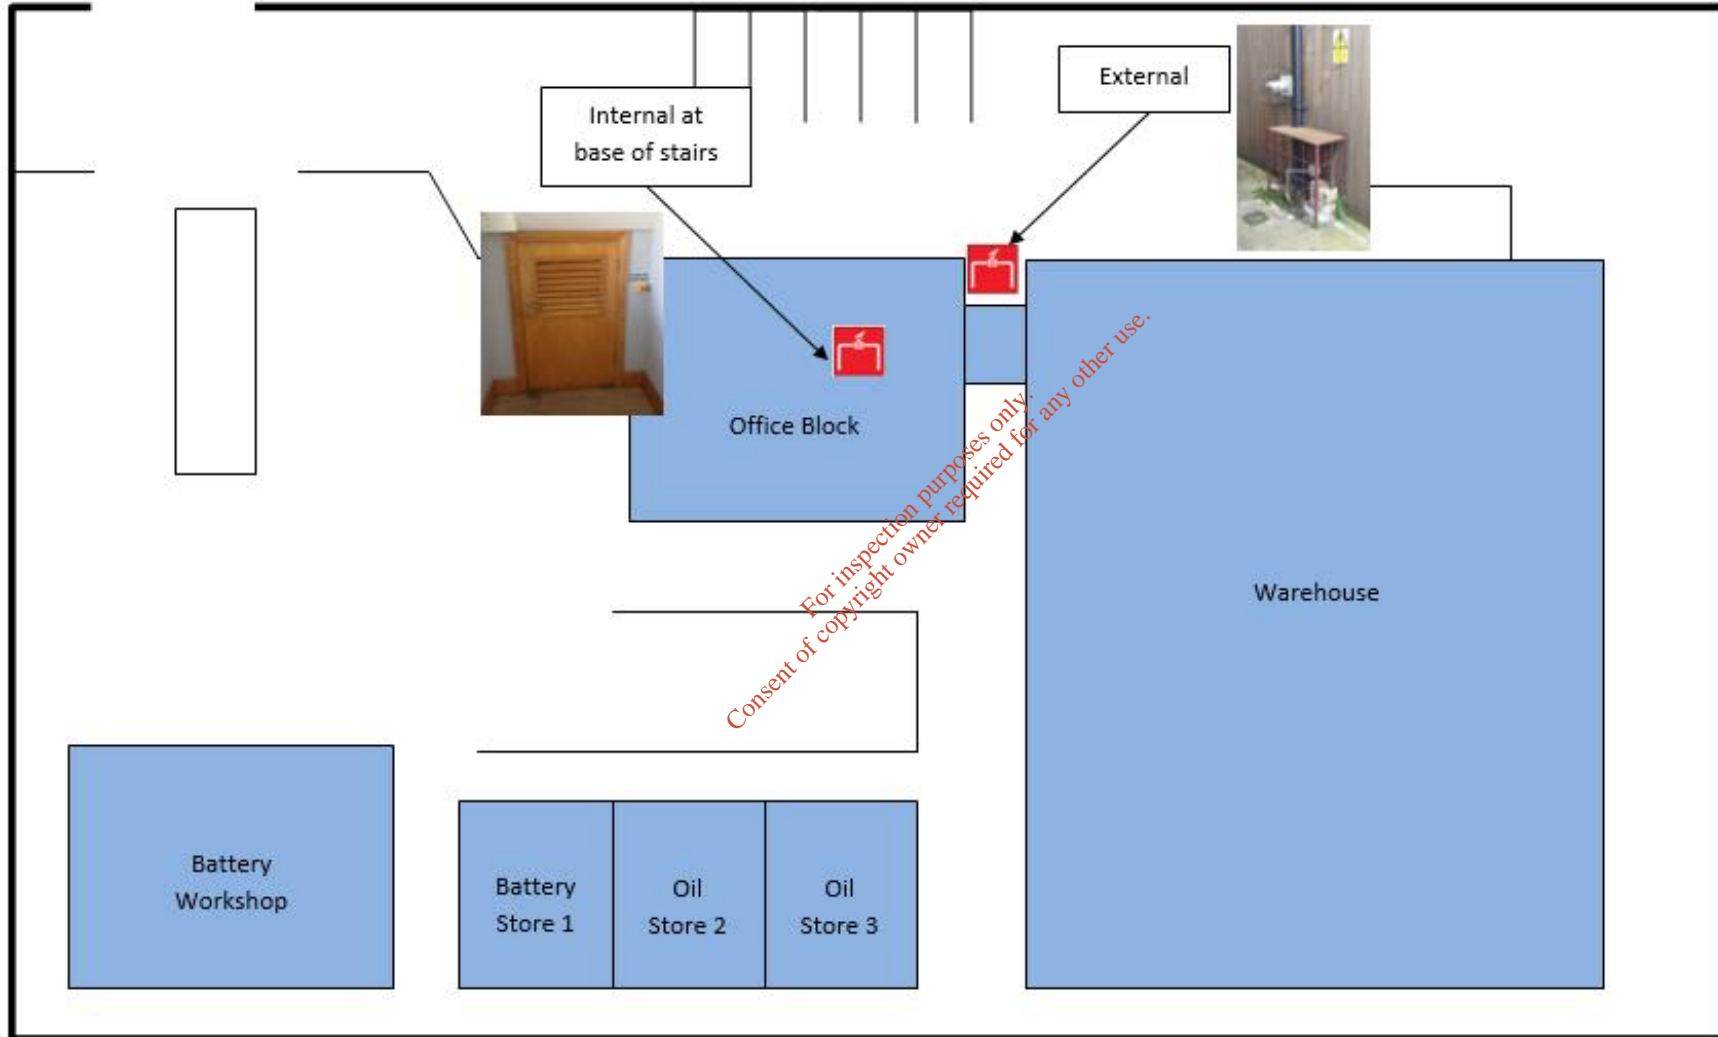 External
Internal at
base of stairs
Office Block
For inspection purposes only.
Consent of copyright owner required for any other use.
Warehouse
Battery
Workshop
Battery
Store 1
Oil
Store 2
Oil
Store 3